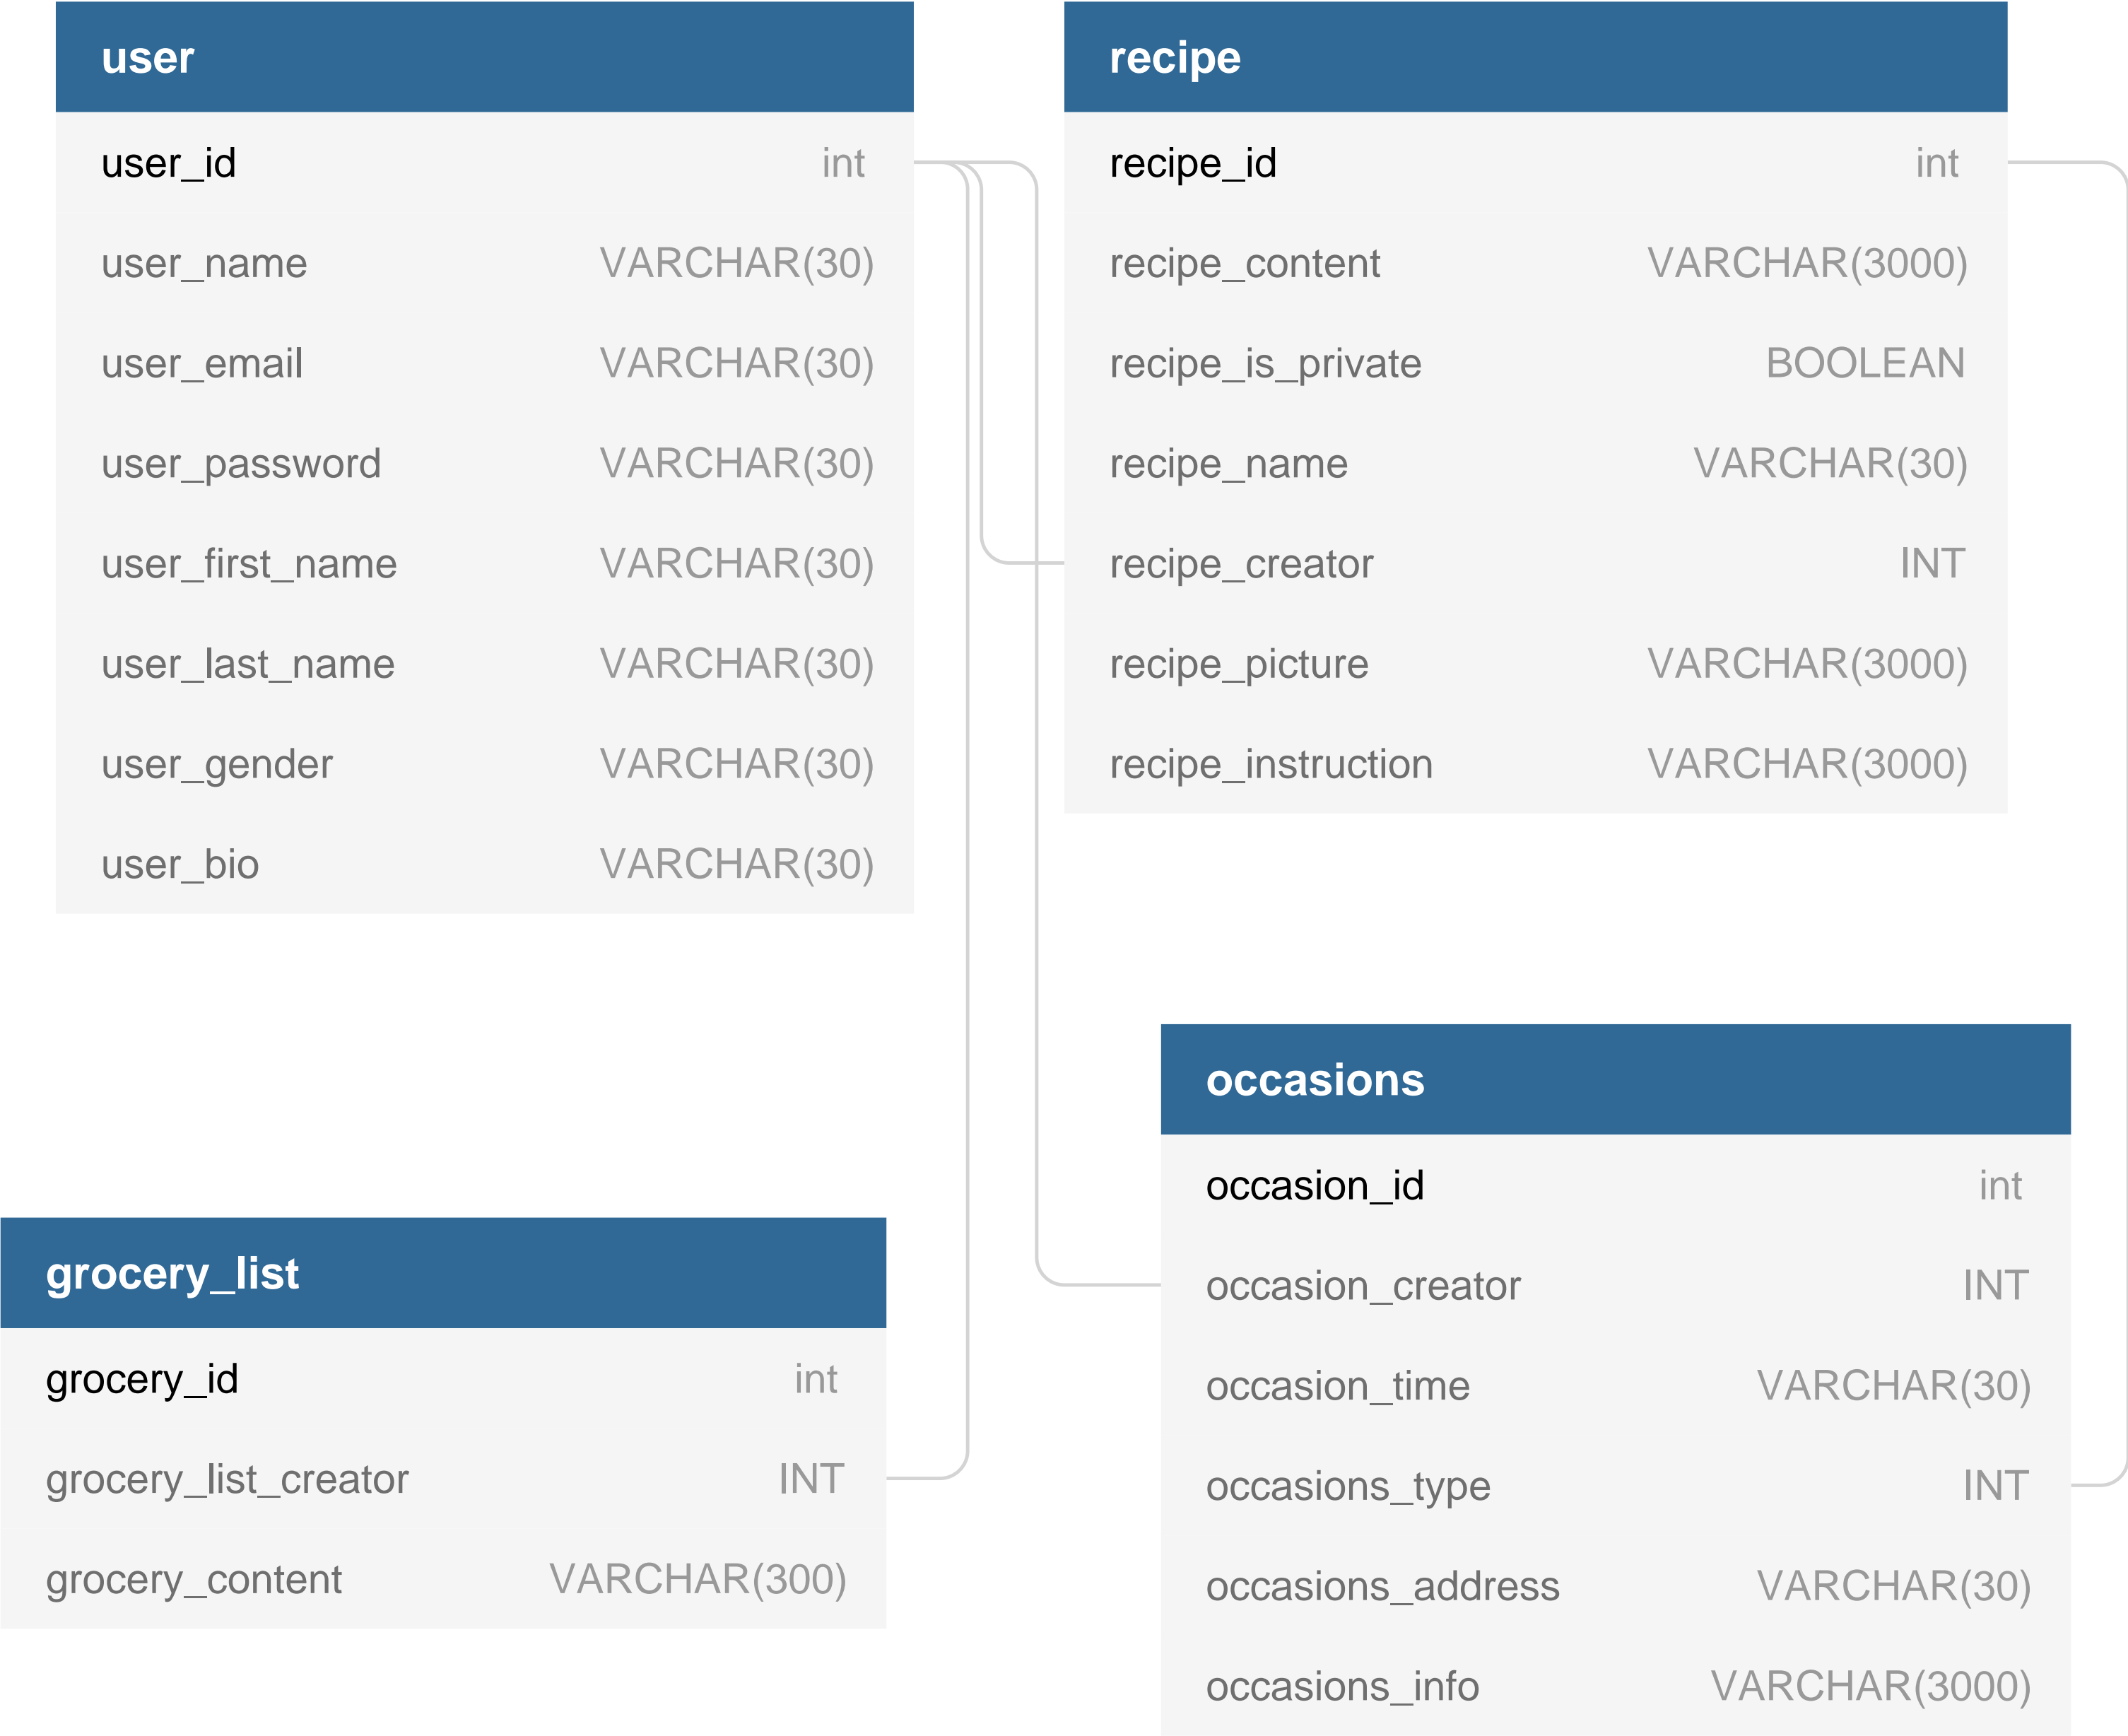 user
user_id int
user_name VARCHAR(30)
user_email VARCHAR(30)
user_password VARCHAR(30)
user_first_name VARCHAR(30)
user_last_name VARCHAR(30)
user_gender VARCHAR(30)
user_bio VARCHAR(30)
recipe
recipe_id int
recipe_content VARCHAR(3000)
recipe_is_private BOOLEAN
recipe_name VARCHAR(30)
recipe_creator INT
recipe_picture VARCHAR(3000)
recipe_instruction VARCHAR(3000)
grocery_list
grocery_id int
grocery_list_creator INT
grocery_content VARCHAR(300)
occasions
occasion_id int
occasion_creator INT
occasion_time VARCHAR(30)
occasions_type INT
occasions_address VARCHAR(30)
occasions_info VARCHAR(3000)